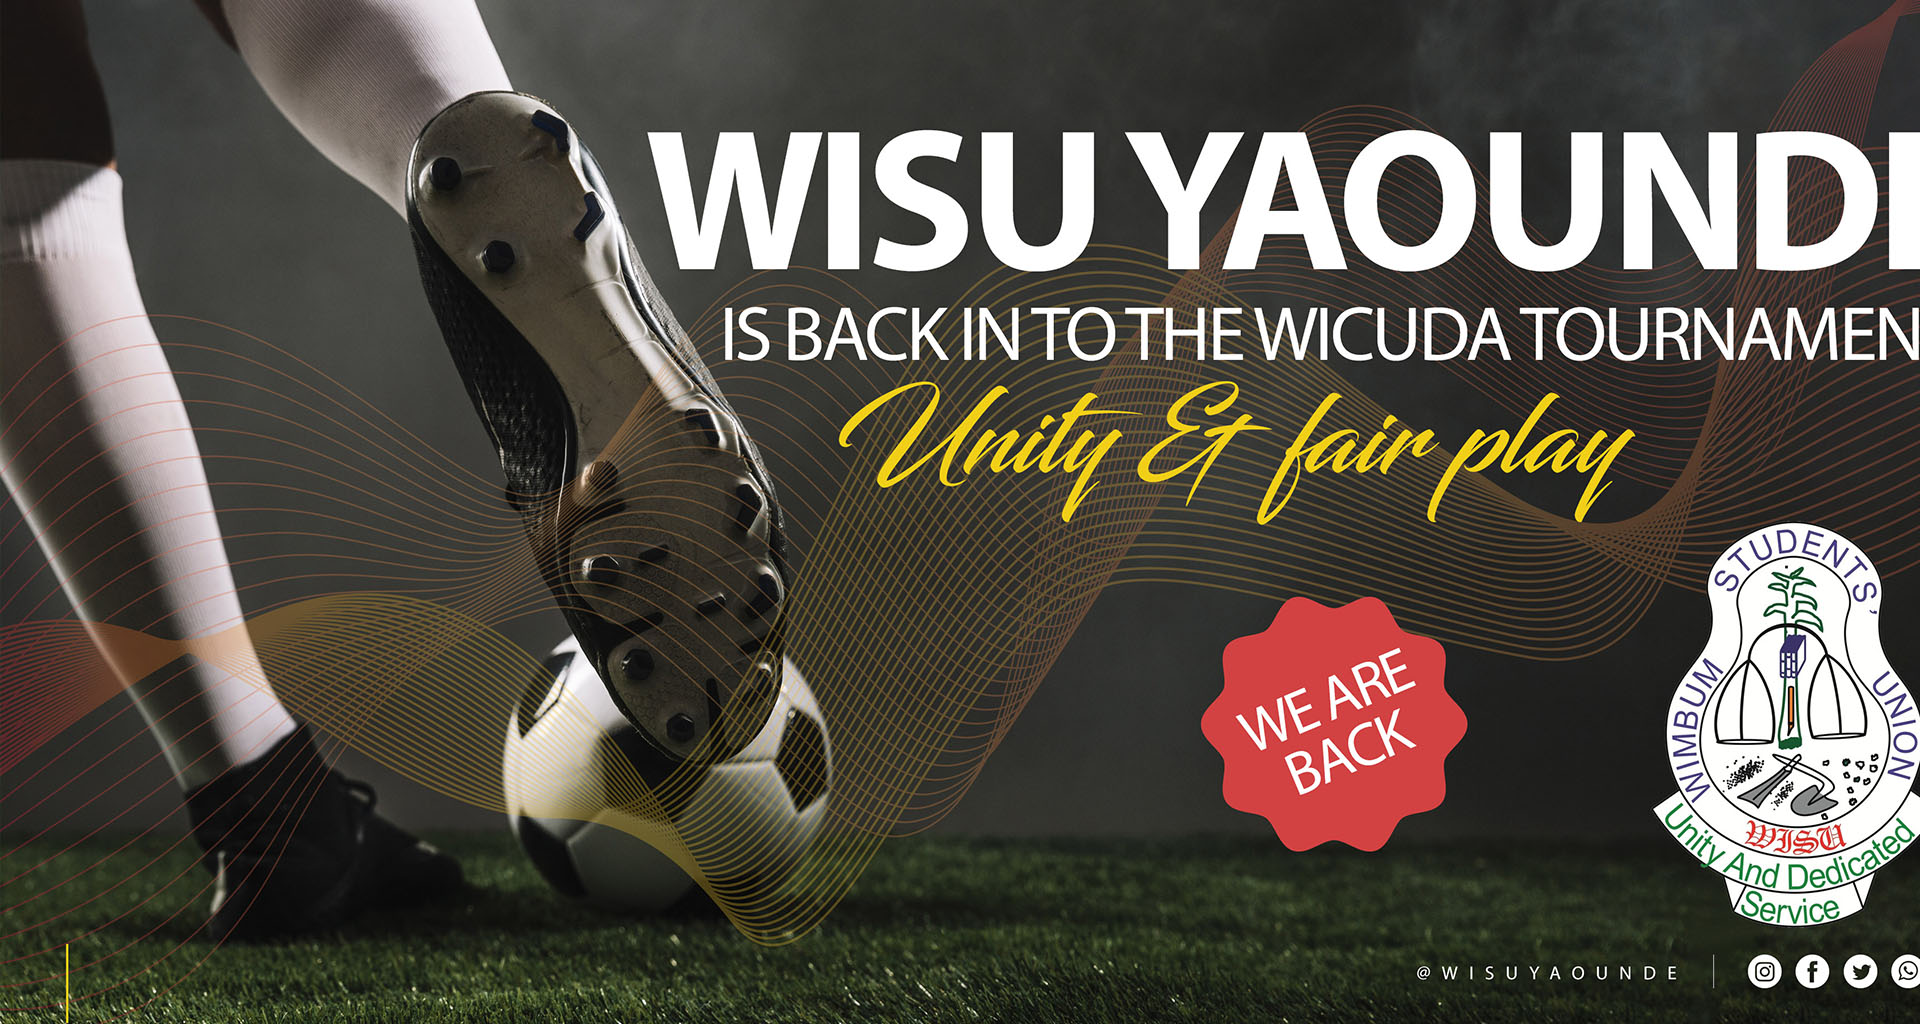 WISU YAOUNDE
IS BACK IN TO THE WICUDA TOURNAMEN
Unity & fair play
WE ARE
BACK
STUDENTS'
WIMBUM
UNION
WISU
Unity And Dedicated
Service
@WISUYAOUNDE